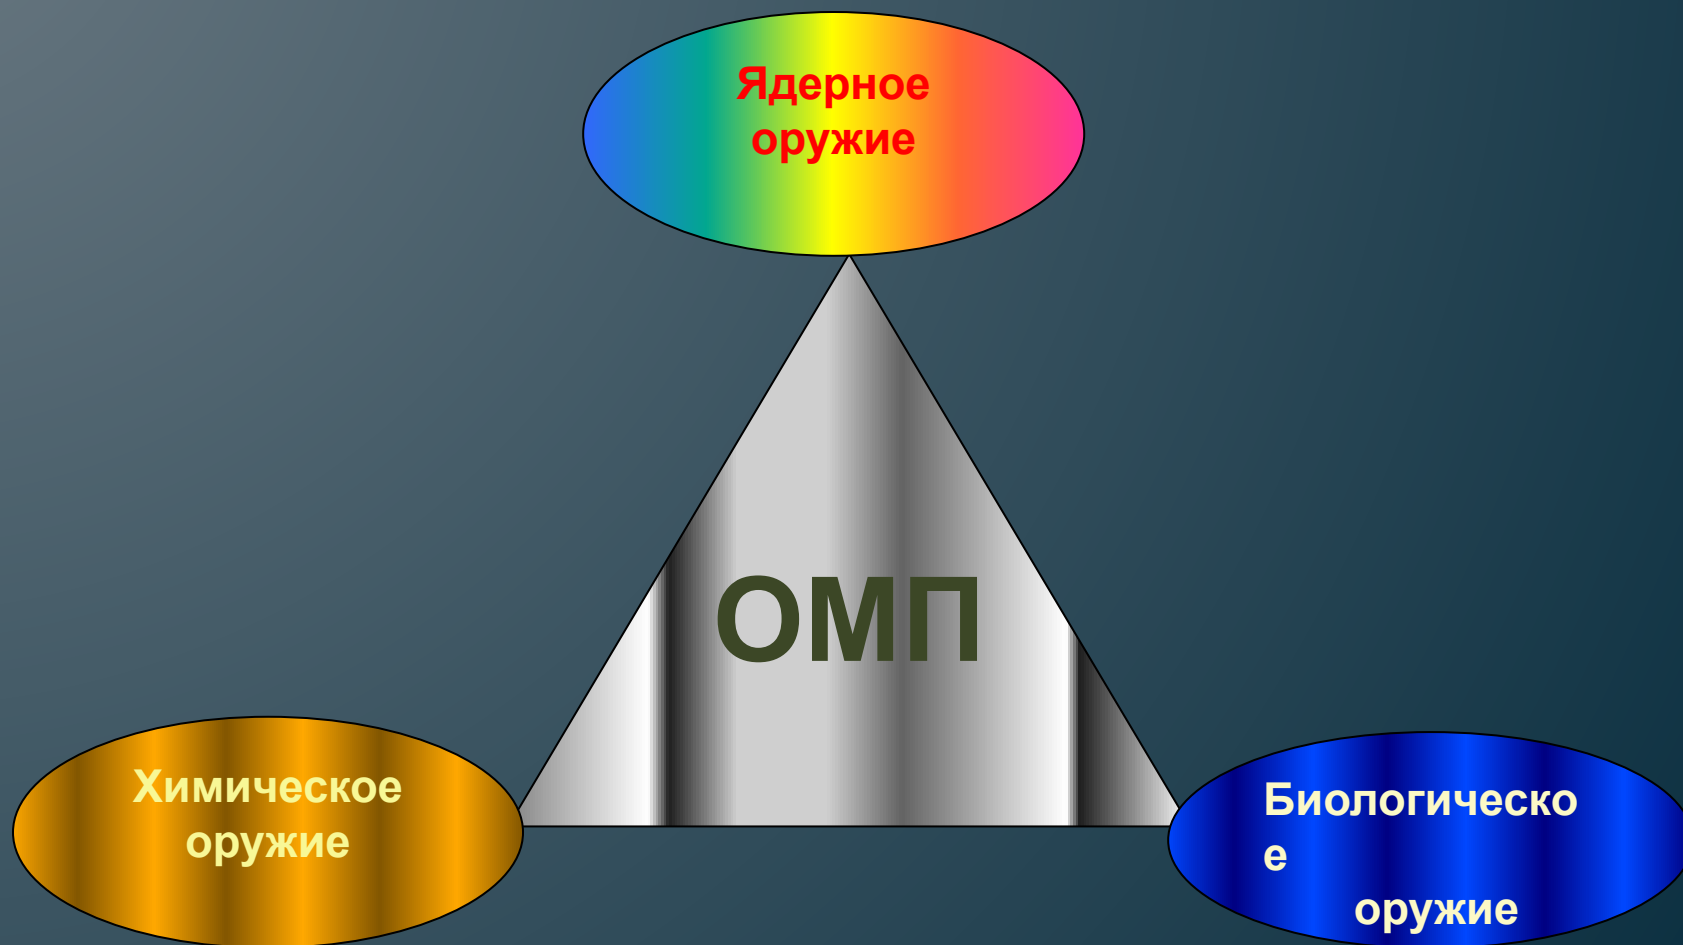 Ядерное
оружие
ОМП
Химическое
оружие
Биологическо
е
оружие